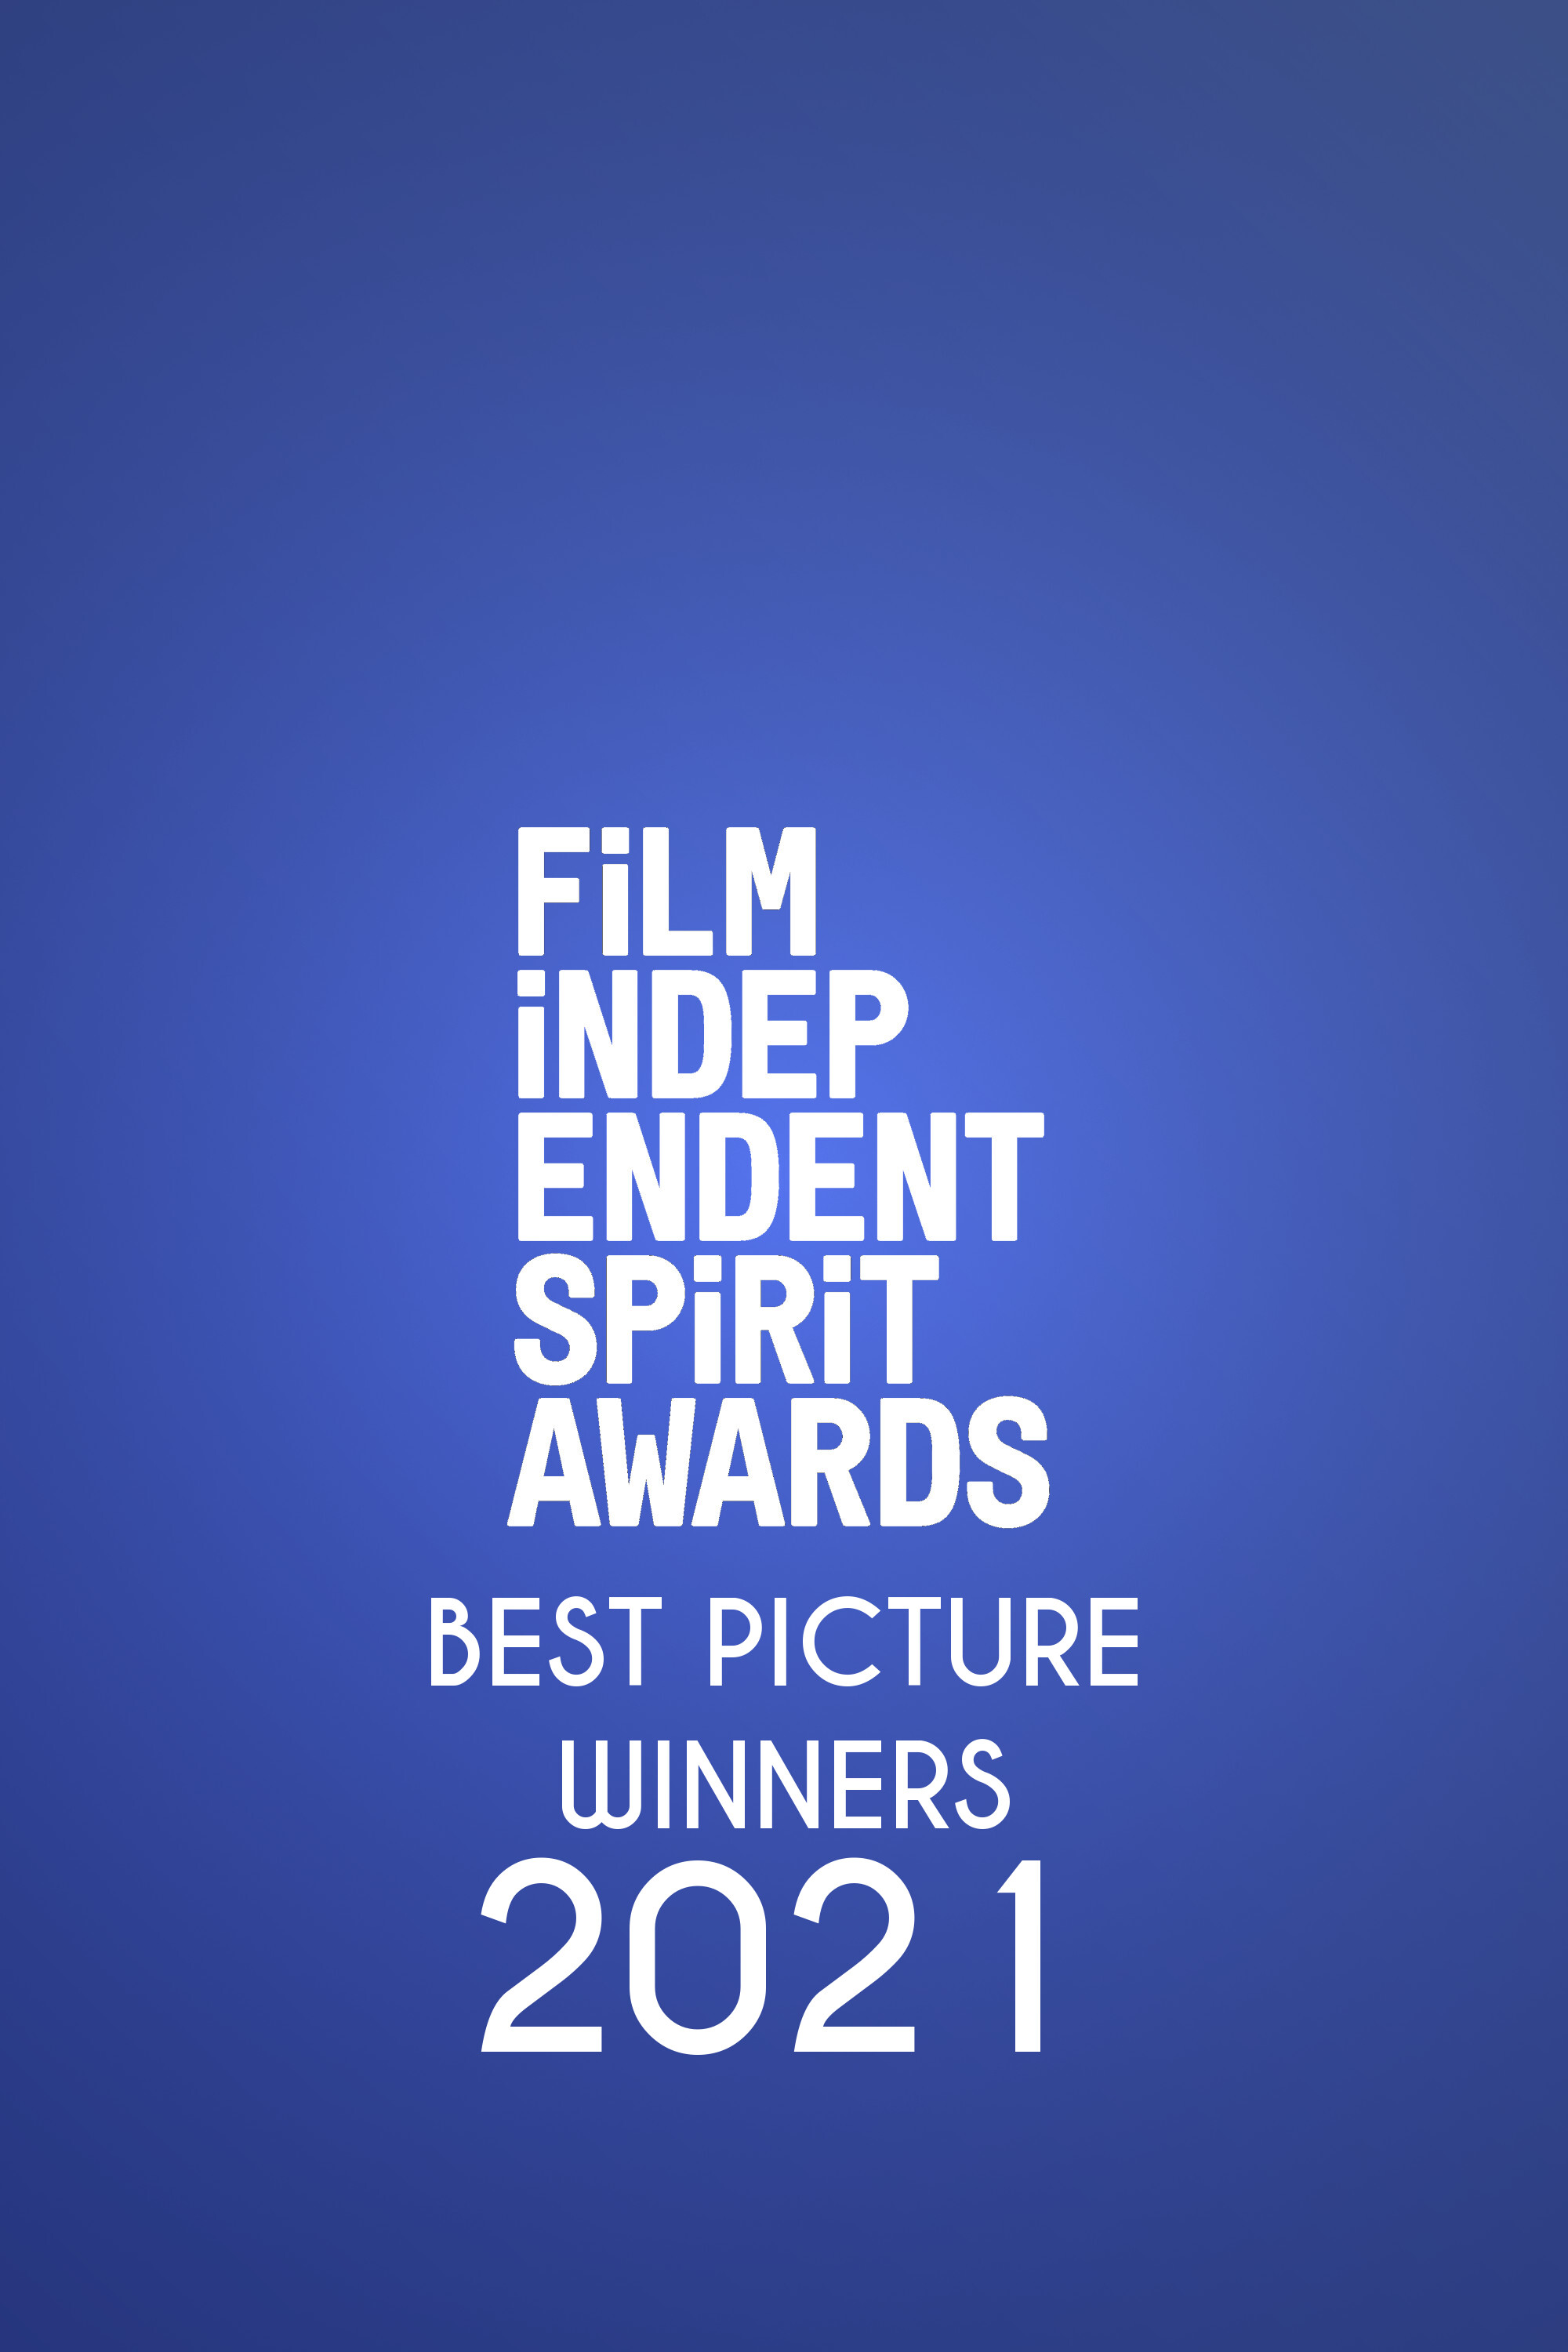 FiLM
iNDEP
ENDENT
SPiRiT
AWARDS
BEST PICTURE
WINNERS
2021